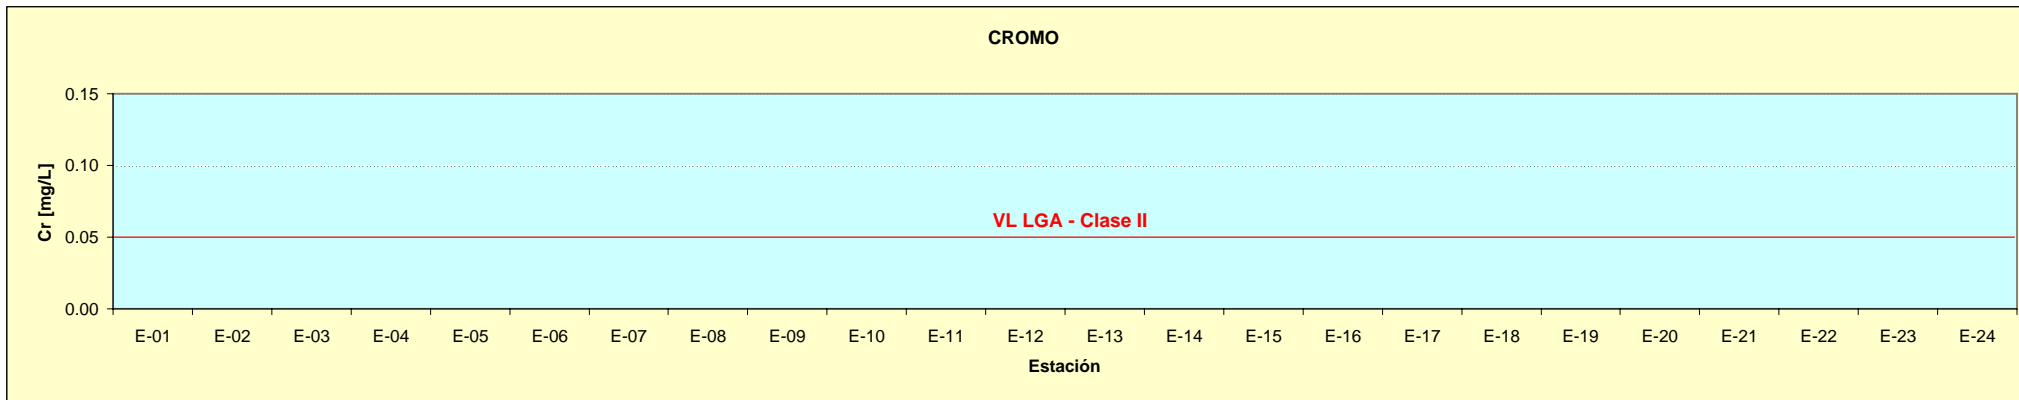 CROMO
0.15
0.10
0.05
0.00
Cr [mg/L]
VL LGA - Clase II
E-01 E-02 E-03 E-04 E-05 E-06 E-07 E-08 E-09 E-10 E-11 E-12 E-13 E-14 E-15 E-16 E-17 E-18 E-19 E-20 E-21 E-22 E-23 E-24
Estación